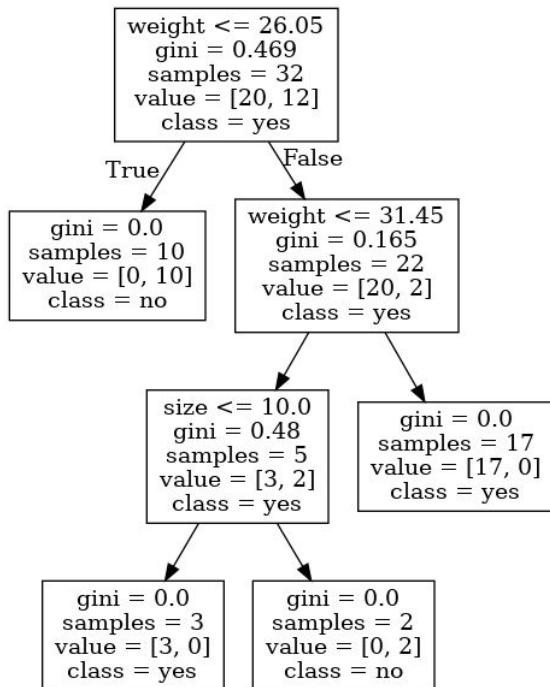 weight <= 26.05
gini = 0.469
samples = 32
value = [20, 12]
class = yes
True
False
gini = 0.0
samples = 10
value = [0, 10]
class = no
weight <= 31.45
gini = 0.165
samples = 22
value = [20, 2]
class = yes
size <= 10.0
gini = 0.48
samples = 5
value = [3, 2]
class = yes
gini = 0.0
samples = 17
value = [17, 0]
class = yes
gini = 0.0
samples = 3
value = [3, 0]
class = yes
gini = 0.0
samples = 2
value = [0, 2]
class = no